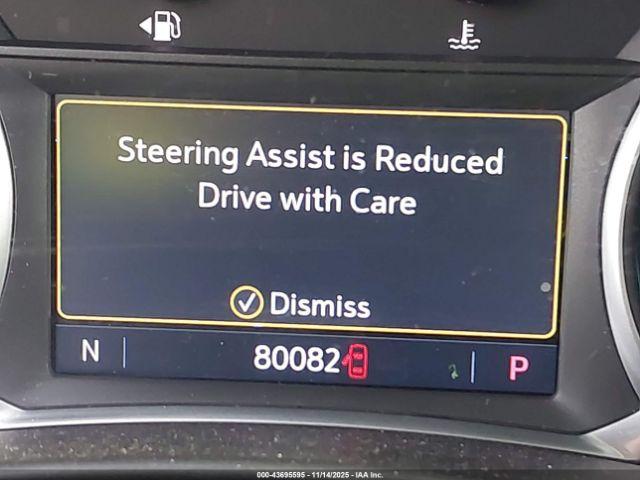 Steering Assist is Reduced
Drive with Care
Dismiss
N 80082 P
000-43695595 - 11/14/2025 - IAA Inc.